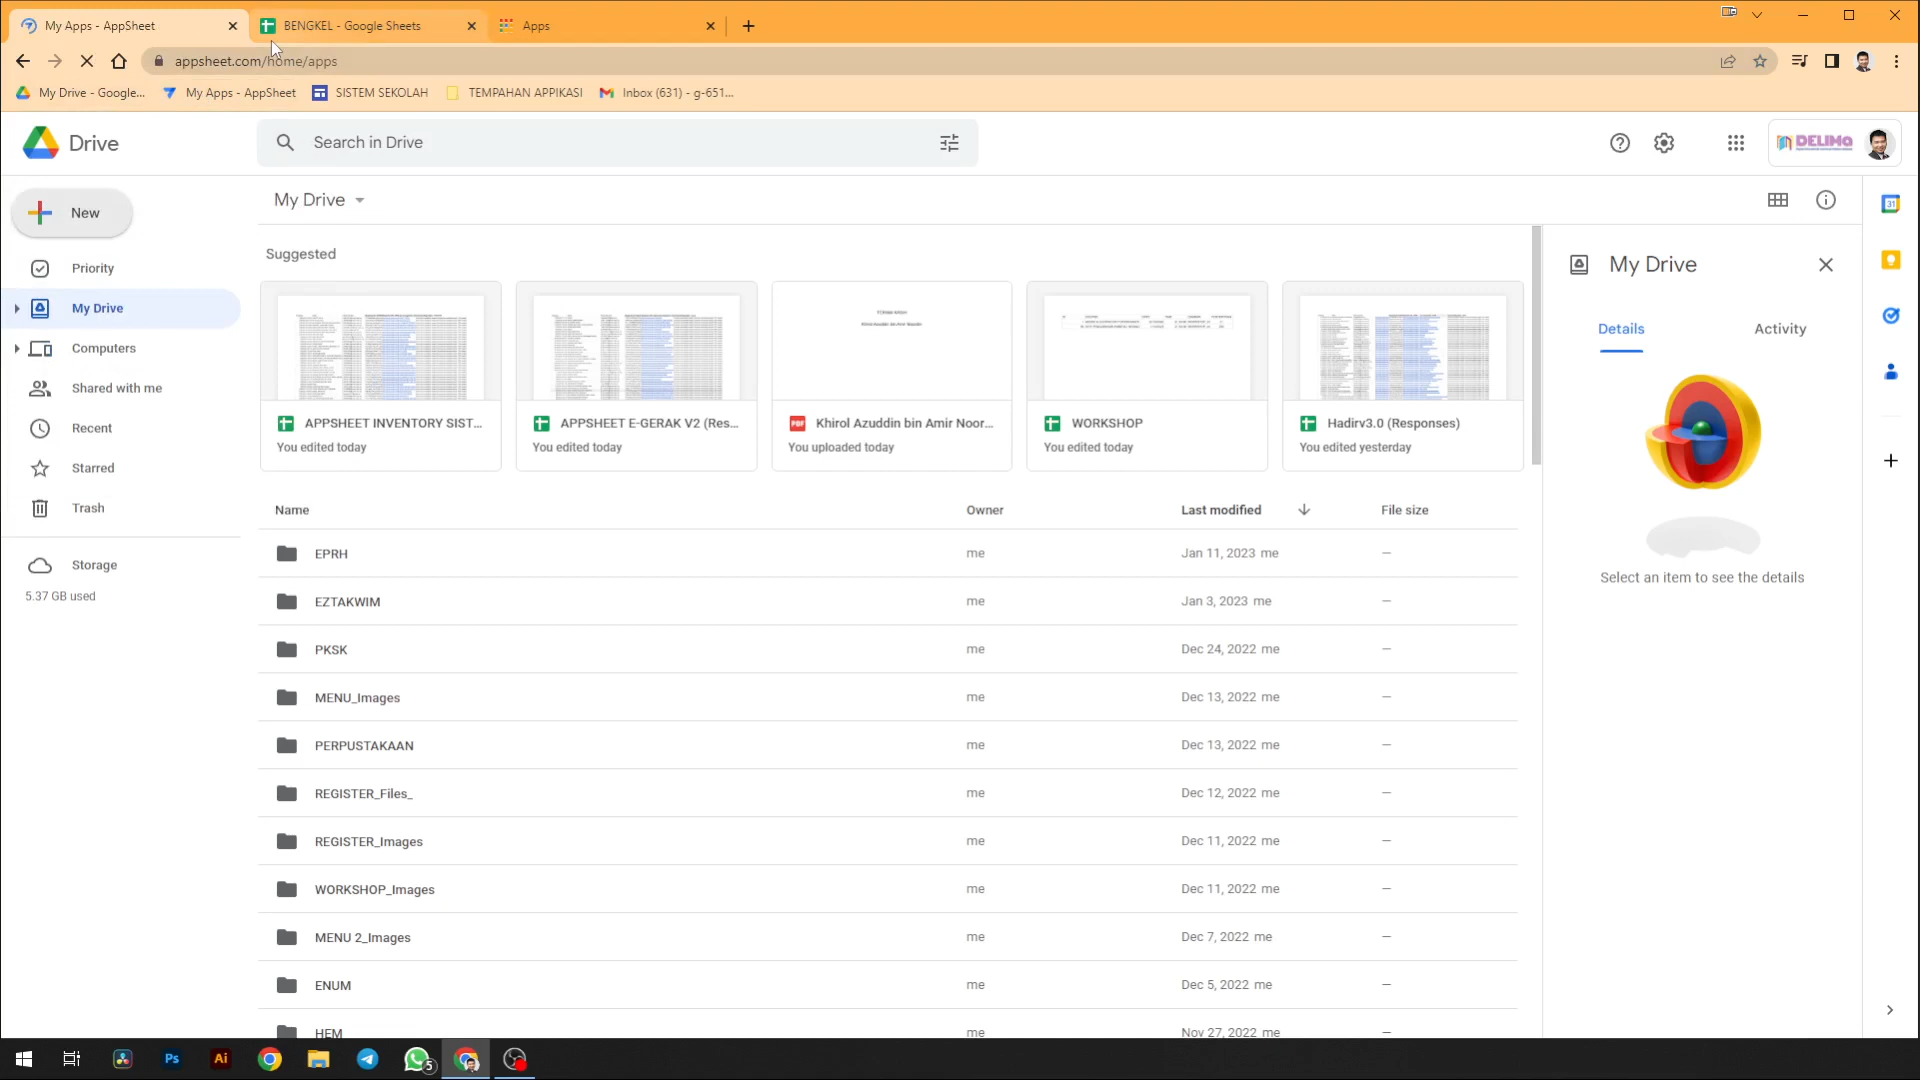 My Apps - AppSheet
BENGKEL - Google Sheets
Apps
appsheet.com/home/apps
My Drive - Google...
My Apps - AppSheet
SISTEM SEKOLAH
TEMPAHAN APPIKASI
Inbox (631) - g-651...
Drive
Search in Drive
DELIMa
New
My Drive
Priority
My Drive
Computers
Shared with me
Recent
Starred
Trash
Storage
5.37 GB used
Suggested
APPSHEET INVENTORY SIST...
You edited today
APPSHEET E-GERAK V2 (Res...
You edited today
PDF
Khirol Azuddin bin Amir Noor...
You uploaded today
WORKSHOP
You edited today
Hadirv3.0 (Responses)
You edited yesterday
Name Owner Last modified File size
EPRH me Jan 11, 2023 me —
EZTAKWIM me Jan 3, 2023 me —
PKSK me Dec 24, 2022 me —
MENU_Images me Dec 13, 2022 me —
PERPUSTAKAAN me Dec 13, 2022 me —
REGISTER_Files_ me Dec 12, 2022 me —
REGISTER_Images me Dec 11, 2022 me —
WORKSHOP_Images me Dec 11, 2022 me —
MENU 2_Images me Dec 7, 2022 me —
ENUM me Dec 5, 2022 me —
HEM me Nov 27, 2022 me —
My Drive
Details
Activity
Select an item to see the details
31
Ps
Ai
5